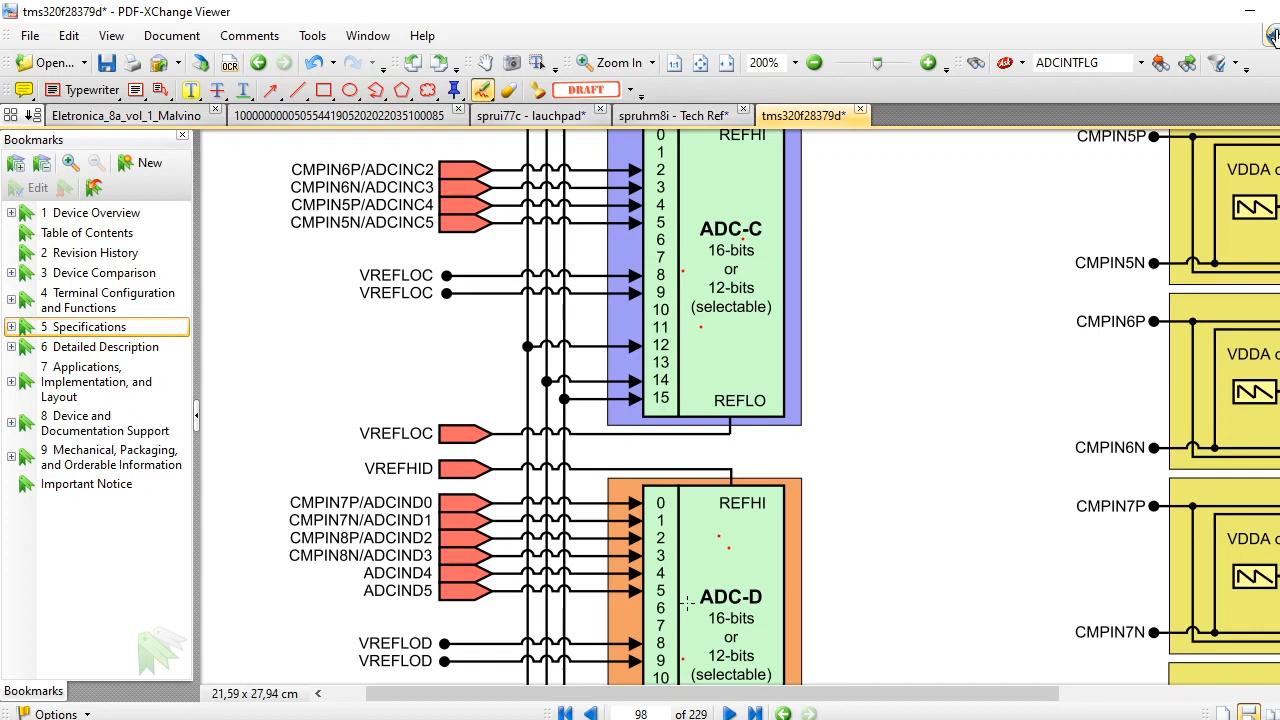 tms320f28379d* - PDF-XChange Viewer
File Edit View Document Comments Tools Window Help
Open... OCR Zoom In 1:1 200% ADCINTFLG
Typewriter T T T DRAFT
Eletronica_8a_vol_1_Malvino 10000000005055441905202022035100085 sprui77c - lauchpad* spruhm8i - Tech Ref* tms320f28379d*
Bookmarks
New
Edit
1 Device Overview
Table of Contents
2 Revision History
3 Device Comparison
4 Terminal Configuration
and Functions
5 Specifications
6 Detailed Description
7 Applications,
Implementation, and
Layout
8 Device and
Documentation Support
9 Mechanical, Packaging,
and Orderable Information
Important Notice
Bookmarks
Options
0 REFHI
1
CMPIN6P/ADCINC2 2
CMPIN6N/ADCINC3 3
CMPIN5P/ADCINC4 4
CMPIN5N/ADCINC5 5
6
7
VREFLOC 8
VREFLOC 9
10
11
12
13
14
15
ADC-C
16-bits
or
12-bits
(selectable)
REFLO
VREFLOC
VREFHID
CMPIN7P/ADCIND0 0 REFHI
CMPIN7N/ADCIND1 1
CMPIN8P/ADCIND2 2
CMPIN8N/ADCIND3 3
ADCIND4 4
ADCIND5 5
6
7
VREFLOD 8
VREFLOD 9
10
ADC-D
16-bits
or
12-bits
(selectable)
CMPIN5P
VDDA o
CMPIN5N
CMPIN6P
VDDA o
CMPIN6N
CMPIN7P
VDDA o
CMPIN7N
21,59 x 27,94 cm
98 of 229